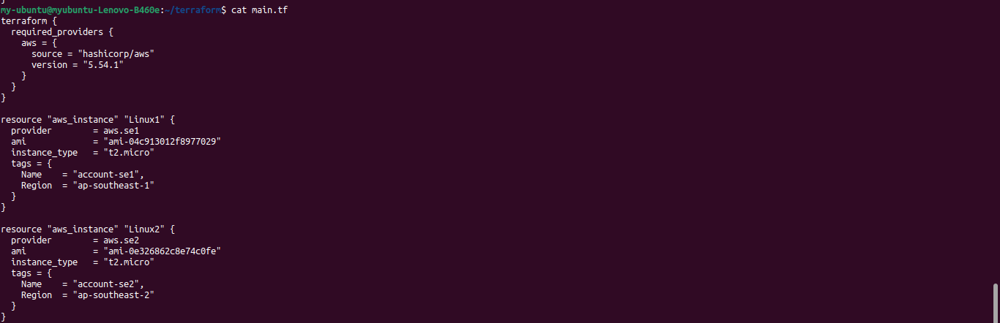 }
my-ubuntu@myubuntu-Lenovo-B460e:~/terraform$ cat main.tf
terraform {
  required_providers {
    aws = {
      source = "hashicorp/aws"
      version = "5.54.1"
    }
  }
}

resource "aws_instance" "Linux1" {
  provider        = aws.se1
  ami             = "ami-04c913012f8977029"
  instance_type   = "t2.micro"
  tags = {
    Name    = "account-se1",
    Region  = "ap-southeast-1"
  }
}

resource "aws_instance" "Linux2" {
  provider        = aws.se2
  ami             = "ami-0e326862c8e74c0fe"
  instance_type   = "t2.micro"
  tags = {
    Name    = "account-se2",
    Region  = "ap-southeast-2"
  }
}